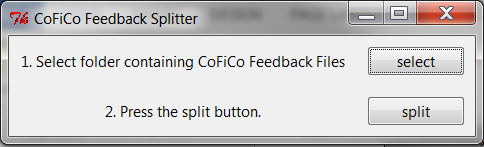 CoFiCo Feedback Splitter
1. Select folder containing CoFiCo Feedback Files
select
2. Press the split button.
split